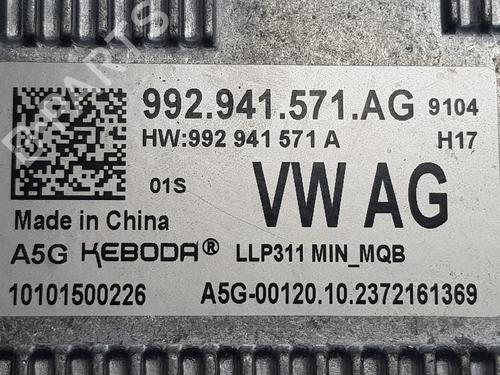 992.941.571.AG 9104
HW:992 941 571 A H17
01S VW AG
Made in China
A5G KEBODA® LLP311 MIN_MQB
10101500226 A5G-00120.10.2372161369